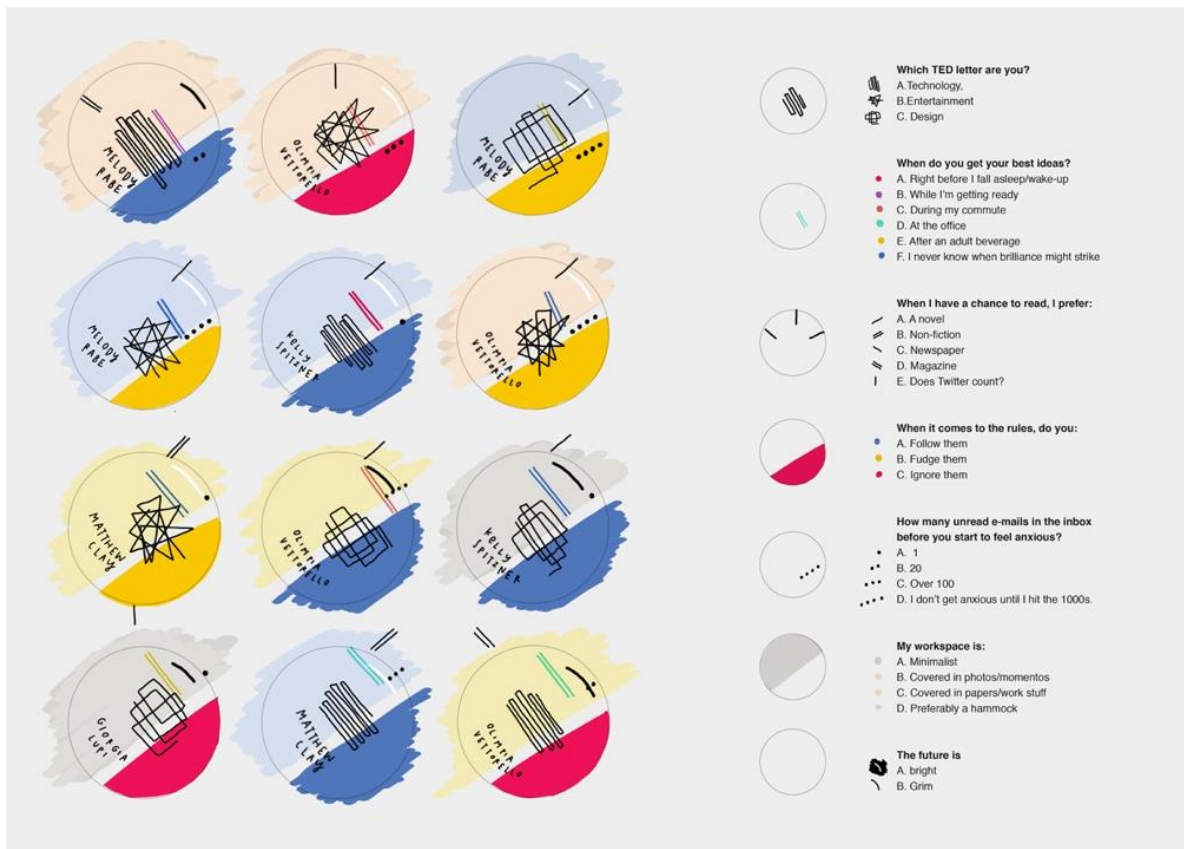 MELODY
RABE
OLIMPIA
VETTORELLO
MELODY
RABE
MELODY
RABE
KELLY
SPITZNER
OLIMPIA
VETTORELLO
MATTHEW
CLAY
OLIMPIA
VETTORELLO
KELLY
SPITZNER
GIORGIA
LUPI
MATTHEW
CLAY
OLIMPIA
VETTORELLO
Which TED letter are you?
A.Technology,
B.Entertainment
C. Design
When do you get your best ideas?
A. Right before I fall asleep/wake-up
B. While I'm getting ready
C. During my commute
D. At the office
E. After an adult beverage
F. I never know when brilliance might strike
When I have a chance to read, I prefer:
A. A novel
B. Non-fiction
C. Newspaper
D. Magazine
E. Does Twitter count?
When it comes to the rules, do you:
A. Follow them
B. Fudge them
C. Ignore them
How many unread e-mails in the inbox
before you start to feel anxious?
A. 1
B. 20
C. Over 100
D. I don't get anxious until I hit the 1000s.
My workspace is:
A. Minimalist
B. Covered in photos/momentos
C. Covered in papers/work stuff
D. Preferably a hammock
The future is
A. bright
B. Grim